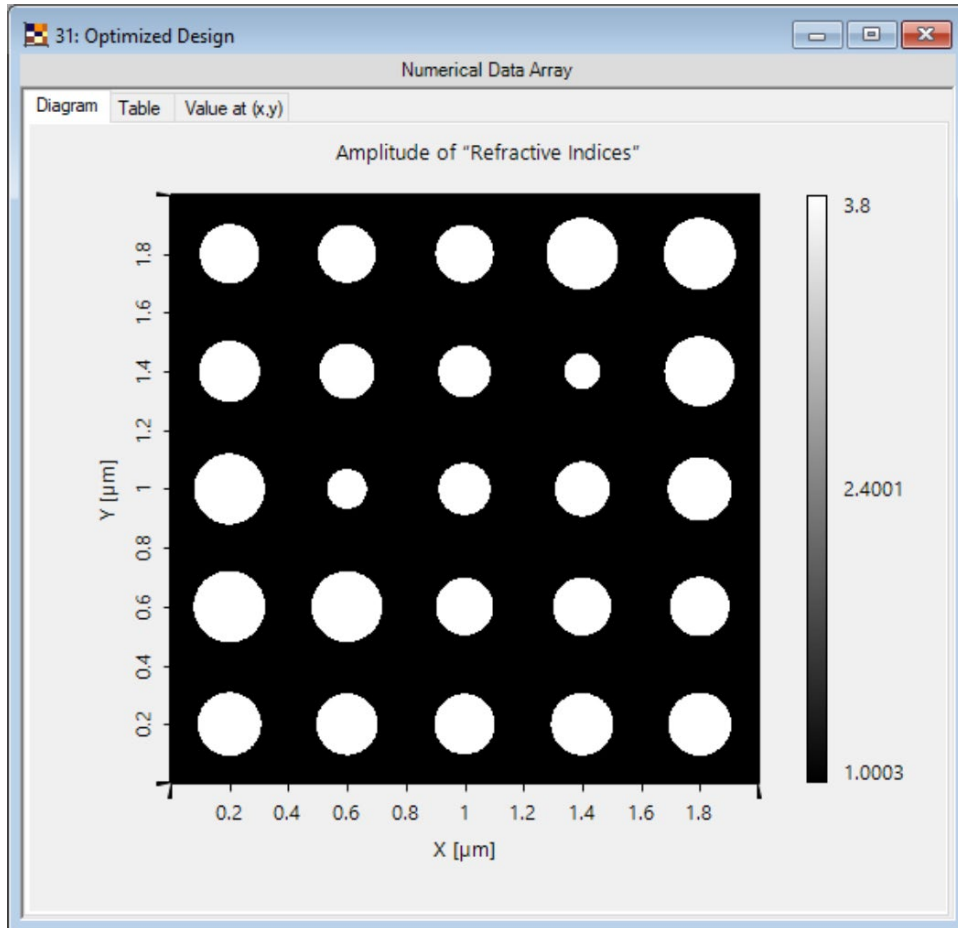 31: Optimized Design
Numerical Data Array
Diagram Table Value at (x,y)
Amplitude of "Refractive Indices"
3.8
2.4001
1.0003
Y [µm]
1.8
1.6
1.4
1.2
1
0.8
0.6
0.4
0.2
0.2 0.4 0.6 0.8 1 1.2 1.4 1.6 1.8
X [µm]